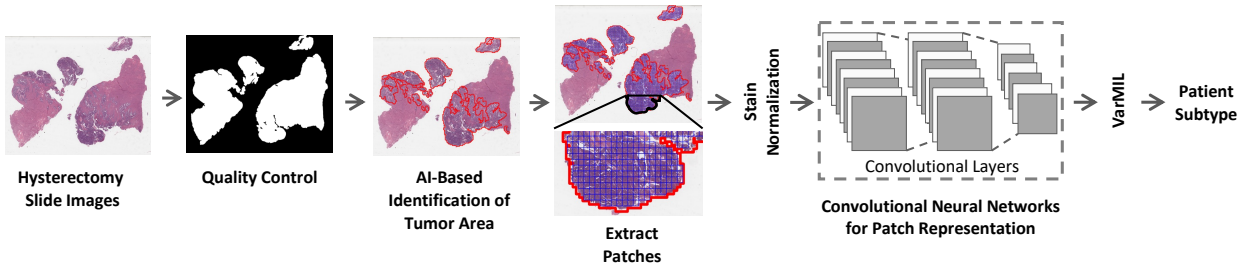 Hysterectomy
Slide Images
Quality Control
AI-Based
Identification of
Tumor Area
Extract
Patches
Stain
Normalization
Convolutional Layers
Convolutional Neural Networks
for Patch Representation
VarMIL
Patient
Subtype